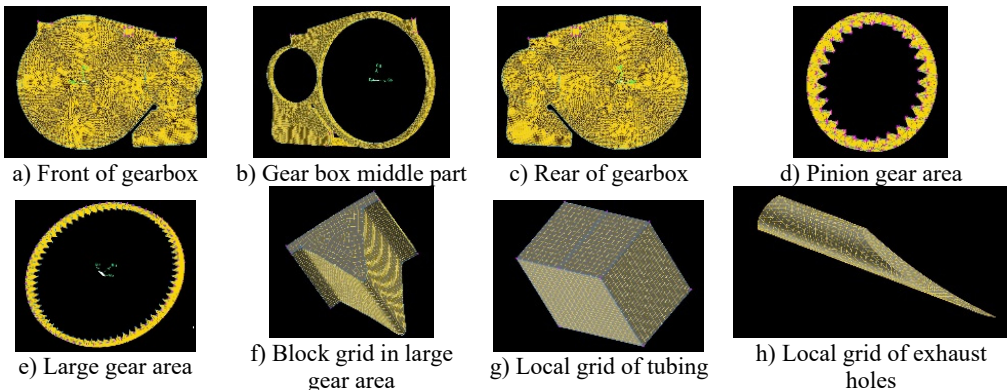 a) Front of gearbox
b) Gear box middle part
c) Rear of gearbox
d) Pinion gear area
e) Large gear area
f) Block grid in large
gear area
g) Local grid of tubing
h) Local grid of exhaust
holes